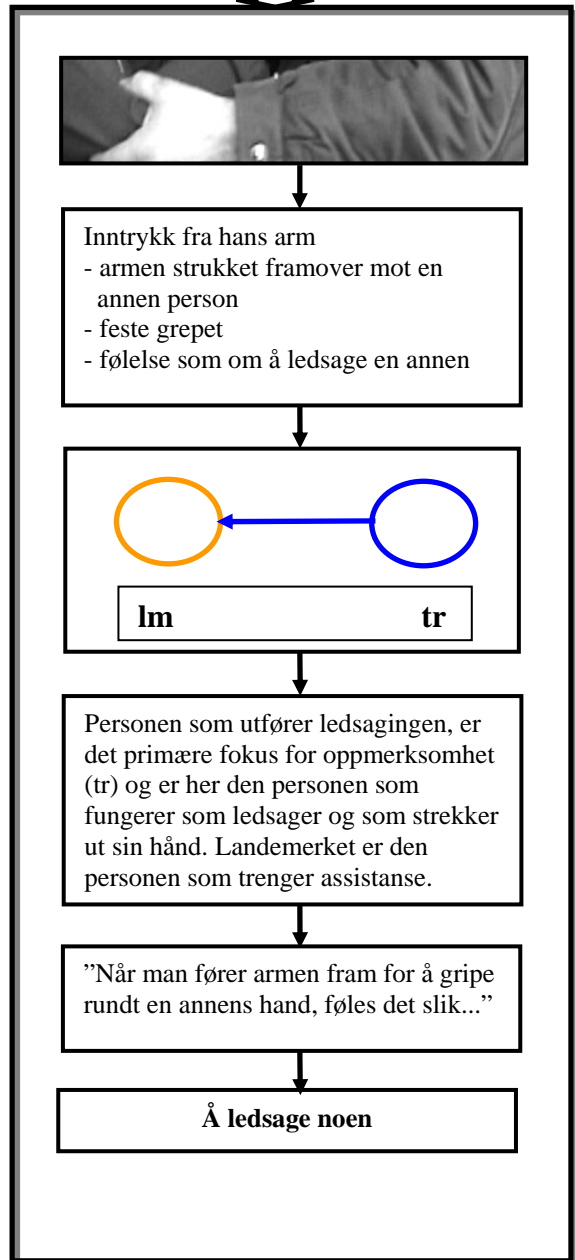 Inntrykk fra hans arm
- armen strukket framover mot en
annen person
- feste grepet
- følelse som om å ledsage en annen
lm tr
Personen som utfører ledsagingen, er
det primære fokus for oppmerksomhet
(tr) og er her den personen som
fungerer som ledsager og som strekker
ut sin hånd. Landemerket er den
personen som trenger assistanse.
”Når man fører armen fram for å gripe
rundt en annens hand, føles det slik...”
Å ledsage noen